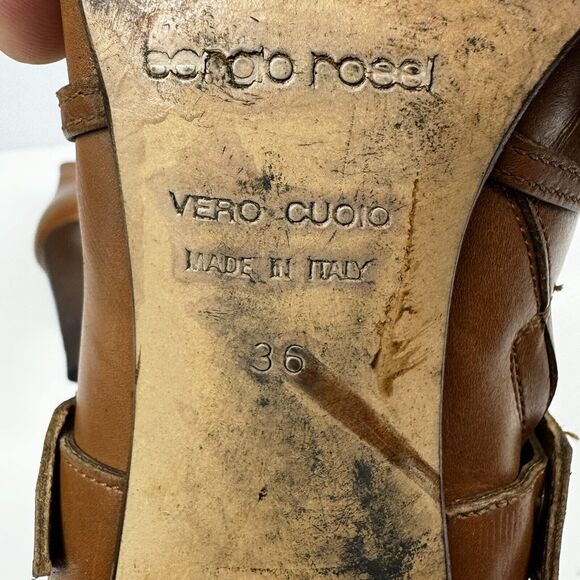 sergio rossi
VERO CUOIO
MADE IN ITALY
36